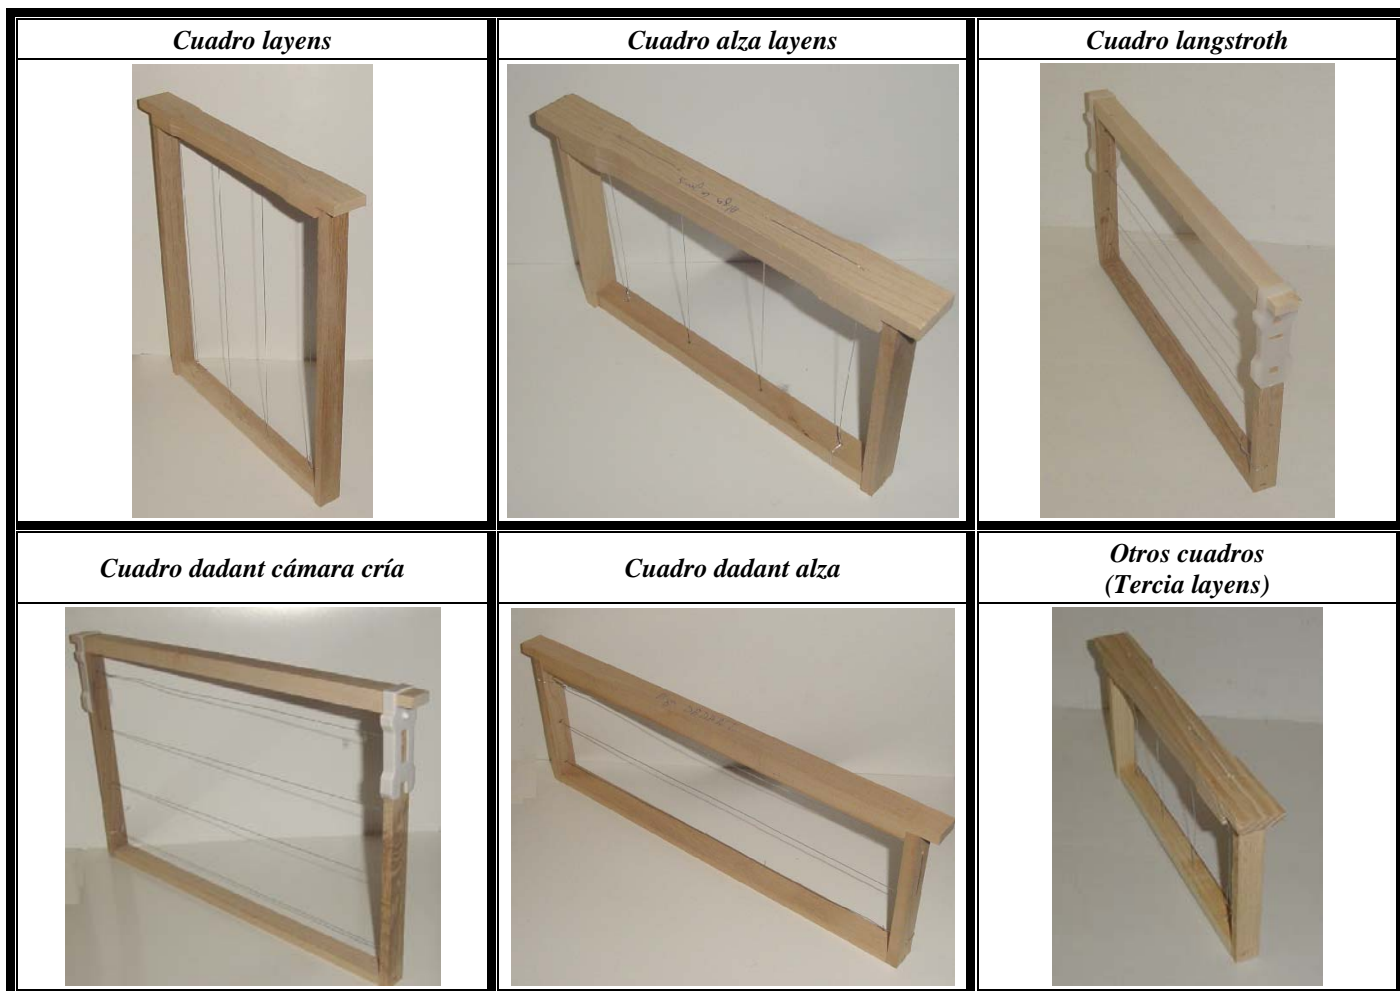 Cuadro layens
Cuadro alza layens
Cuadro langstroth
Cuadro dadant cámara cría
Cuadro dadant alza
Otros cuadros
(Tercia layens)